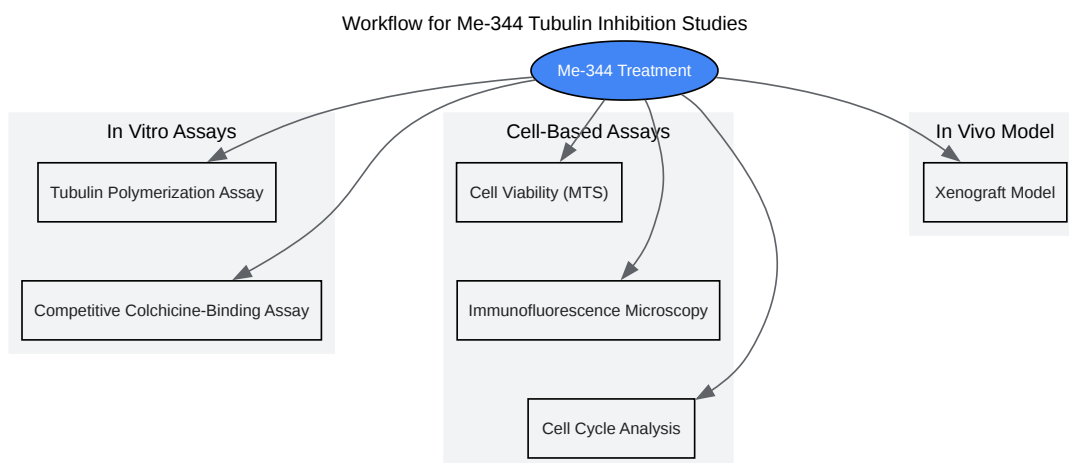 Workflow for Me-344 Tubulin Inhibition Studies
Me-344 Treatment
In Vitro Assays
Tubulin Polymerization Assay
Competitive Colchicine-Binding Assay
Cell-Based Assays
Cell Viability (MTS)
Immunofluorescence Microscopy
Cell Cycle Analysis
In Vivo Model
Xenograft Model